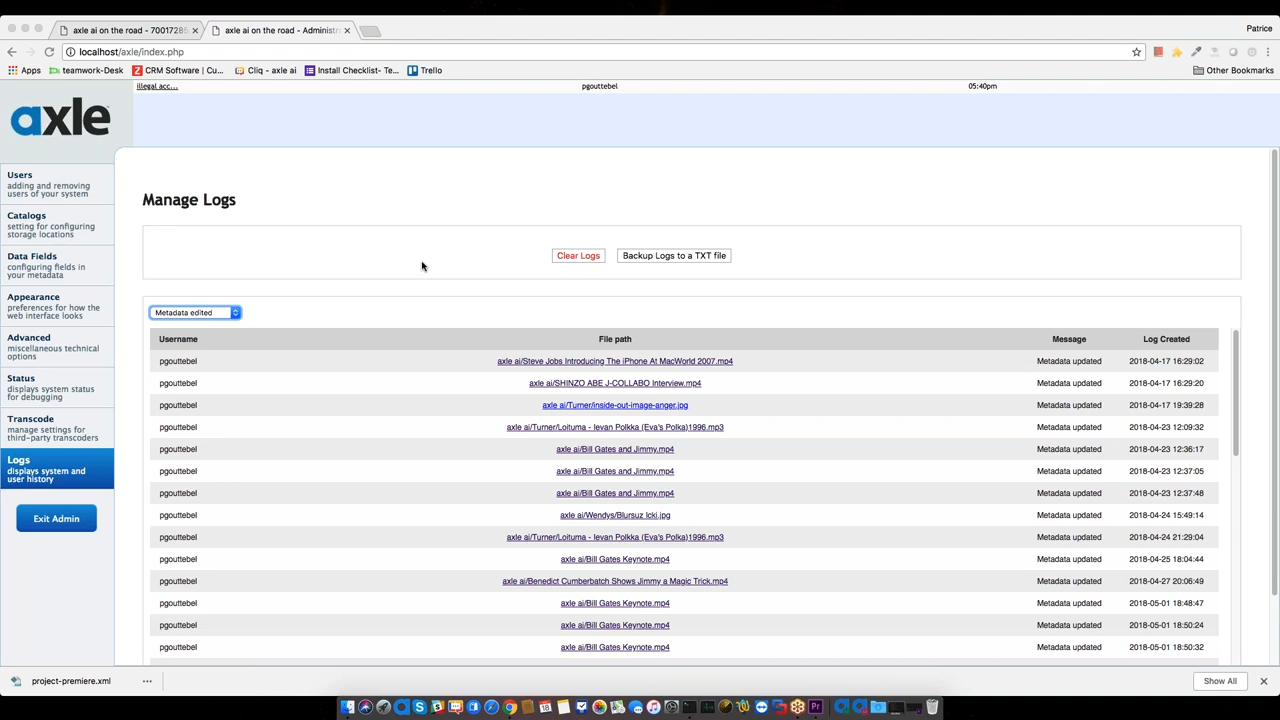 axle ai on the road - 70017285
axle ai on the road - Administr
Patrice
localhost/axle/index.php
Apps
teamwork-Desk
CRM Software | Cu...
Cliq - axle ai
Install Checklist- Te...
Trello
Other Bookmarks
illegal acc...
pgouttebel
05:40pm
axle
Users
adding and removing
users of your system
Catalogs
setting for configuring
storage locations
Data Fields
configuring fields in
your metadata
Appearance
preferences for how the
web interface looks
Advanced
miscellaneous technical
options
Status
displays system status
for debugging
Transcode
manage settings for
third-party transcoders
Logs
displays system and
user history
Exit Admin
Manage Logs
Clear Logs
Backup Logs to a TXT file
Metadata edited
Username File path Message Log Created
pgouttebel axle ai/Steve Jobs Introducing The iPhone At MacWorld 2007.mp4 Metadata updated 2018-04-17 16:29:02
pgouttebel axle ai/SHINZO ABE J-COLLABO Interview.mp4 Metadata updated 2018-04-17 16:29:20
pgouttebel axle ai/Turner/inside-out-image-anger.jpg Metadata updated 2018-04-17 19:39:28
pgouttebel axle ai/Turner/Loituma - Ievan Polkka (Eva's Polka)1996.mp3 Metadata updated 2018-04-23 12:09:32
pgouttebel axle ai/Bill Gates and Jimmy.mp4 Metadata updated 2018-04-23 12:36:17
pgouttebel axle ai/Bill Gates and Jimmy.mp4 Metadata updated 2018-04-23 12:37:05
pgouttebel axle ai/Bill Gates and Jimmy.mp4 Metadata updated 2018-04-23 12:37:48
pgouttebel axle ai/Wendys/Blursuz Icki.jpg Metadata updated 2018-04-24 15:49:14
pgouttebel axle ai/Turner/Loituma - Ievan Polkka (Eva's Polka)1996.mp3 Metadata updated 2018-04-24 21:29:04
pgouttebel axle ai/Bill Gates Keynote.mp4 Metadata updated 2018-04-25 18:04:44
pgouttebel axle ai/Benedict Cumberbatch Shows Jimmy a Magic Trick.mp4 Metadata updated 2018-04-27 20:06:49
pgouttebel axle ai/Bill Gates Keynote.mp4 Metadata updated 2018-05-01 18:48:47
pgouttebel axle ai/Bill Gates Keynote.mp4 Metadata updated 2018-05-01 18:50:24
pgouttebel axle ai/Bill Gates Keynote.mp4 Metadata updated 2018-05-01 18:50:32
project-premiere.xml
Show All